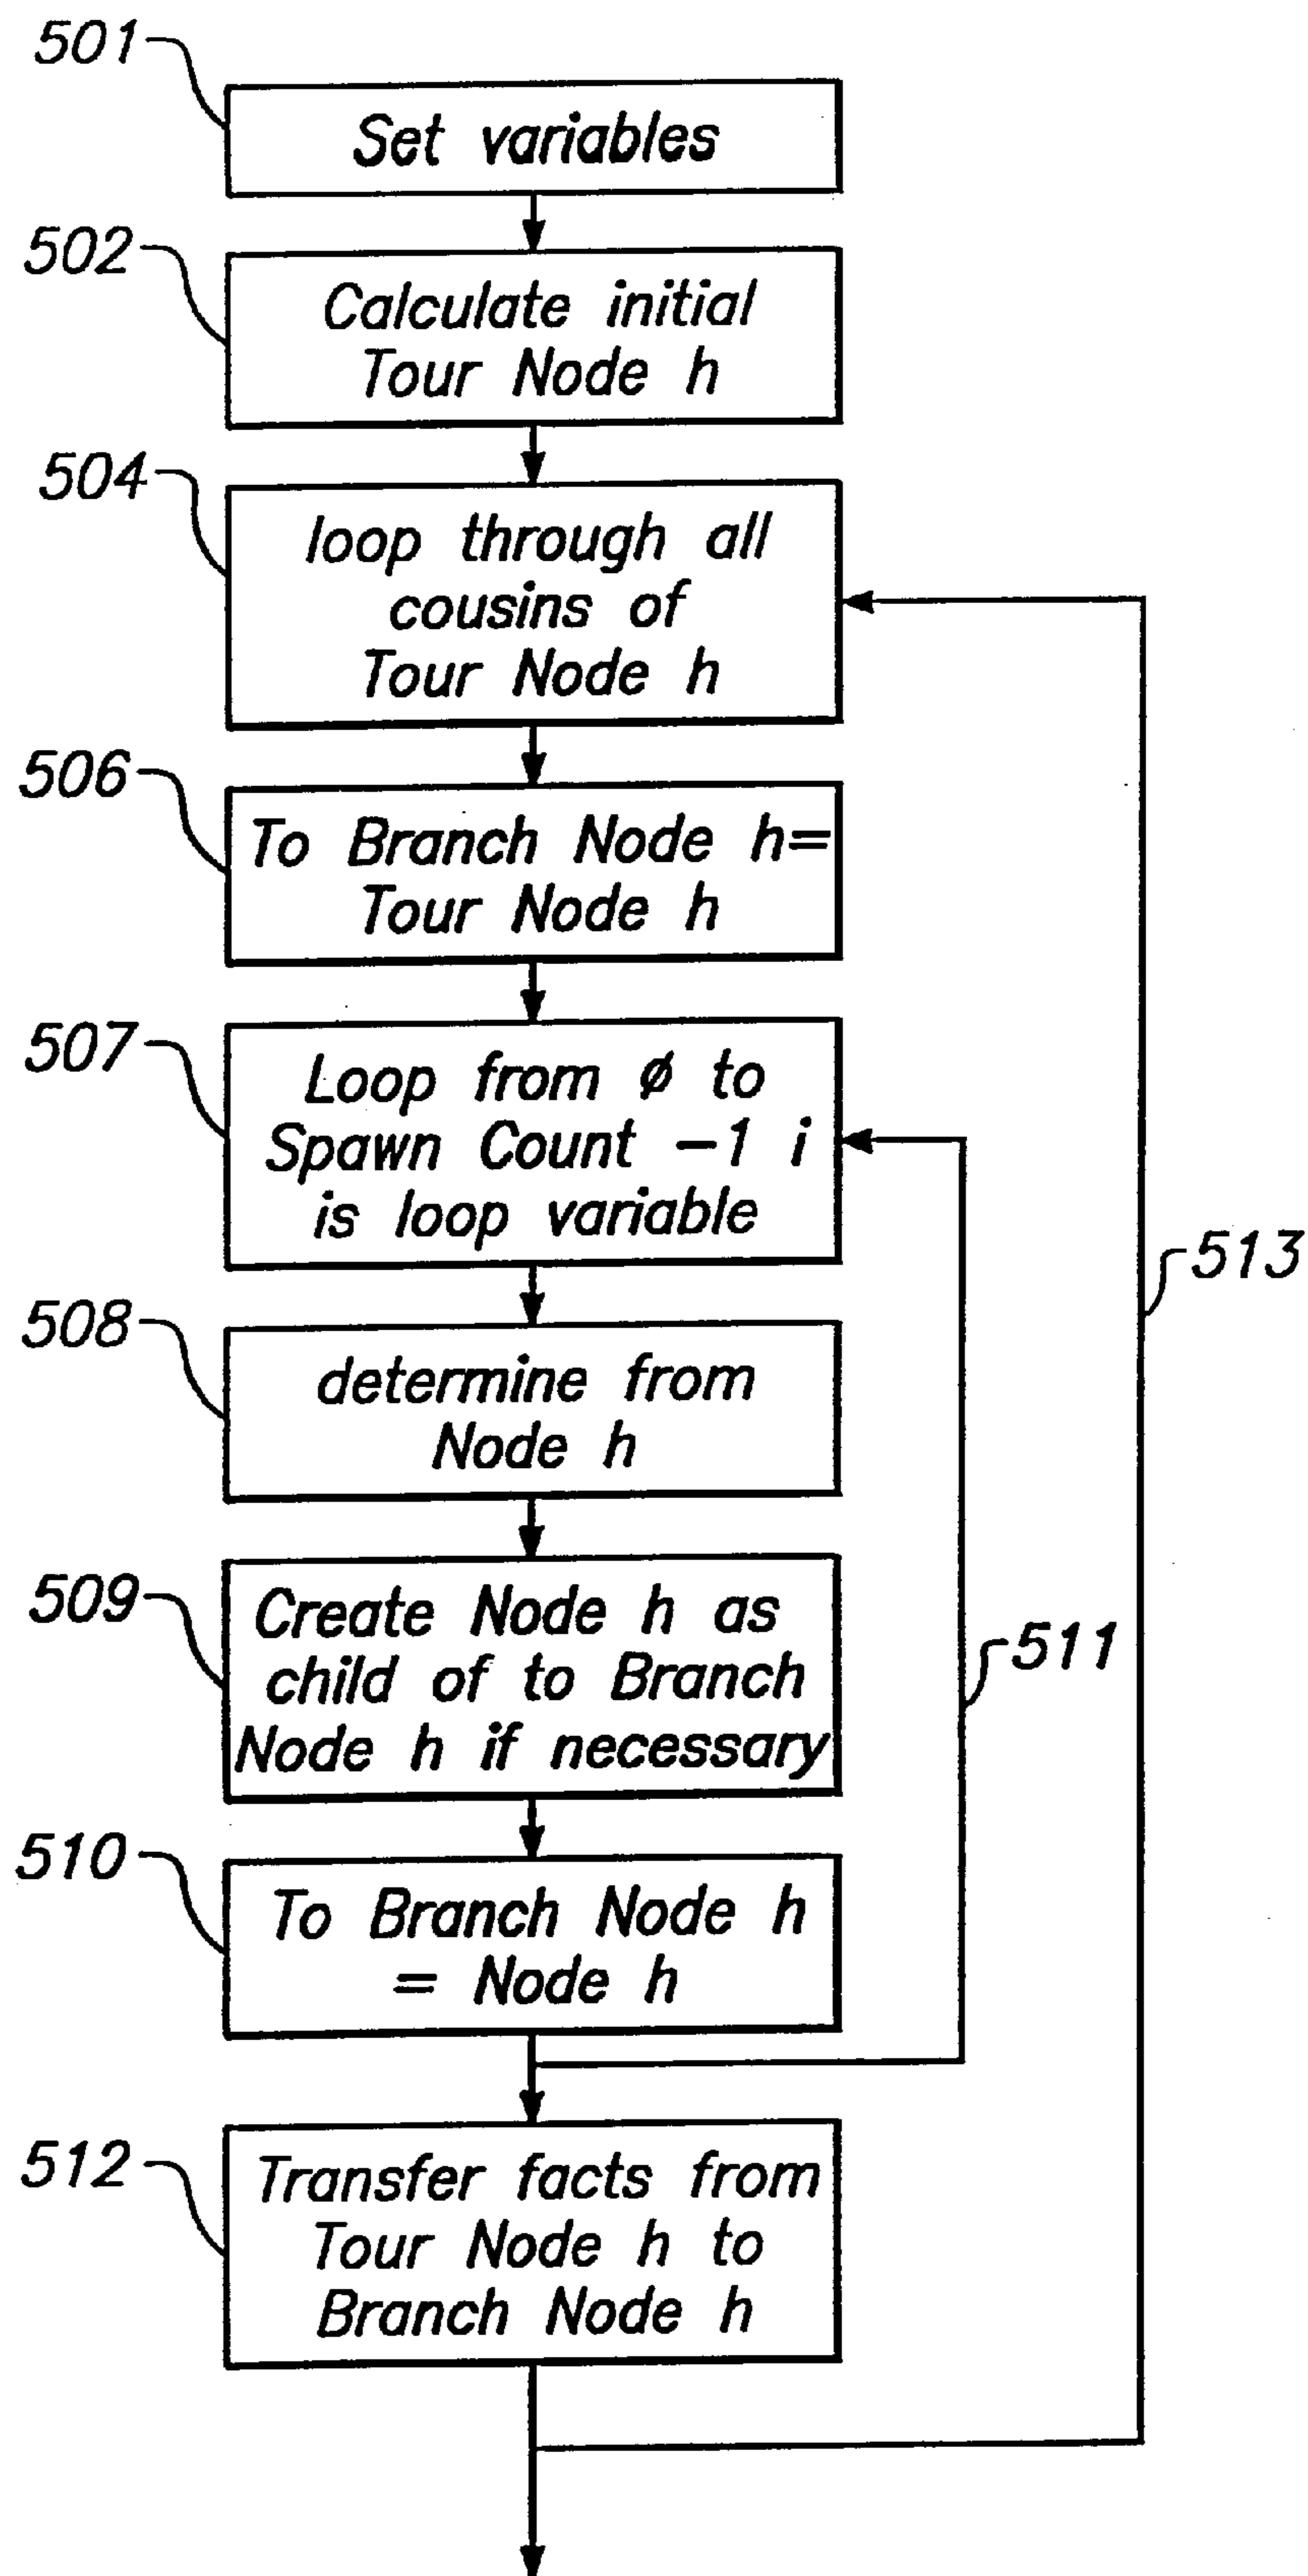 501
Set variables
502
Calculate initial
Tour Node h
504
loop through all
cousins of
Tour Node h
506
To Branch Node h=
Tour Node h
507
Loop from ø to
Spawn Count -1 i
is loop variable
508
determine from
Node h
509
Create Node h as
child of to Branch
Node h if necessary
510
To Branch Node h
= Node h
511
512
Transfer facts from
Tour Node h to
Branch Node h
513